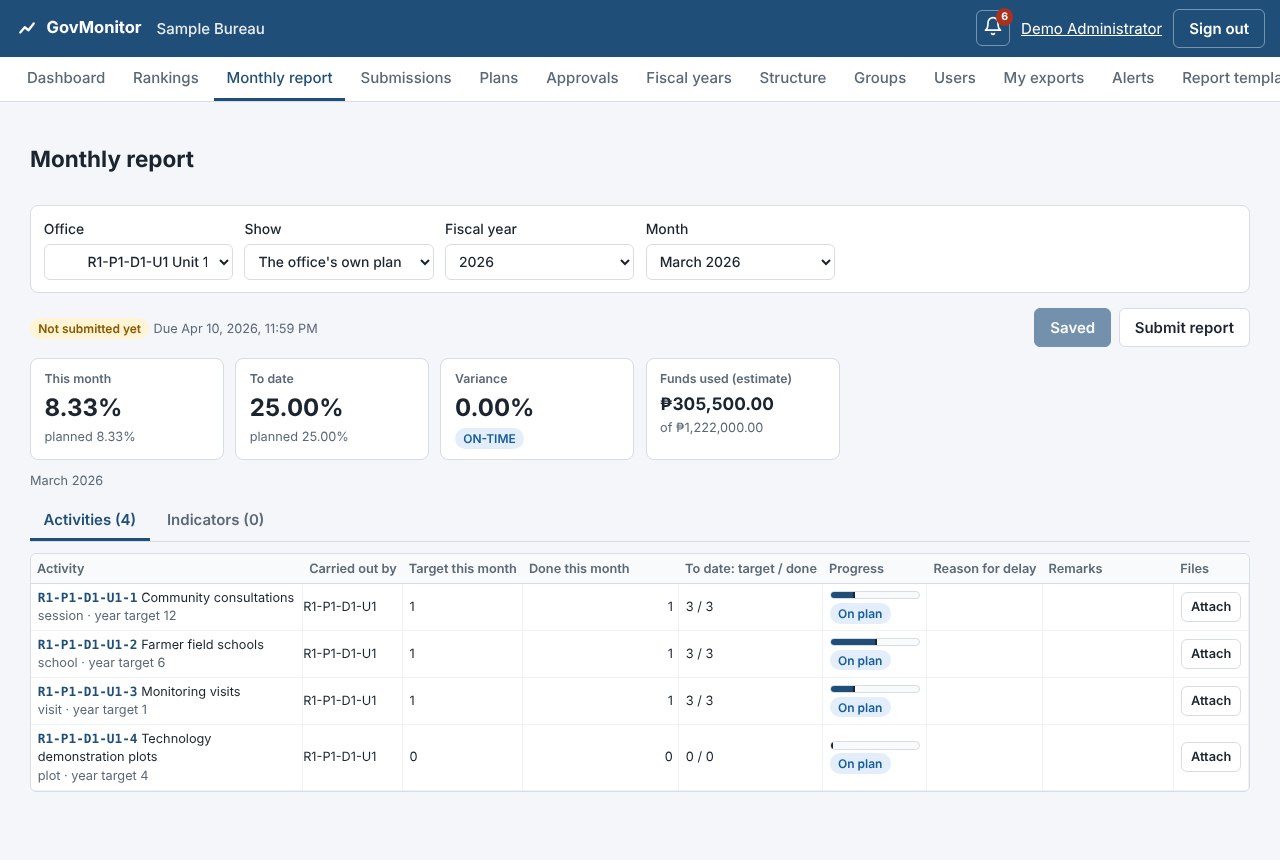 GovMonitor Sample Bureau 6 Demo Administrator Sign out
Dashboard Rankings Monthly report Submissions Plans Approvals Fiscal years Structure Groups Users My exports Alerts Report templa
Monthly report
Office Show Fiscal year Month
R1-P1-D1-U1 Unit 1 The office's own plan 2026 March 2026
Not submitted yet Due Apr 10, 2026, 11:59 PM Saved Submit report
This month To date Variance Funds used (estimate)
8.33% 25.00% 0.00% ₱305,500.00
planned 8.33% planned 25.00% ON-TIME of ₱1,222,000.00
March 2026
Activities (4) Indicators (0)
Activity Carried out by Target this month Done this month To date: target / done Progress Reason for delay Remarks Files
R1-P1-D1-U1-1 Community consultations
session · year target 12 R1-P1-D1-U1 1 1 3 / 3 On plan Attach
R1-P1-D1-U1-2 Farmer field schools
school · year target 6 R1-P1-D1-U1 1 1 3 / 3 On plan Attach
R1-P1-D1-U1-3 Monitoring visits
visit · year target 1 R1-P1-D1-U1 1 1 3 / 3 On plan Attach
R1-P1-D1-U1-4 Technology
demonstration plots R1-P1-D1-U1 0 0 0 / 0 On plan Attach
plot · year target 4